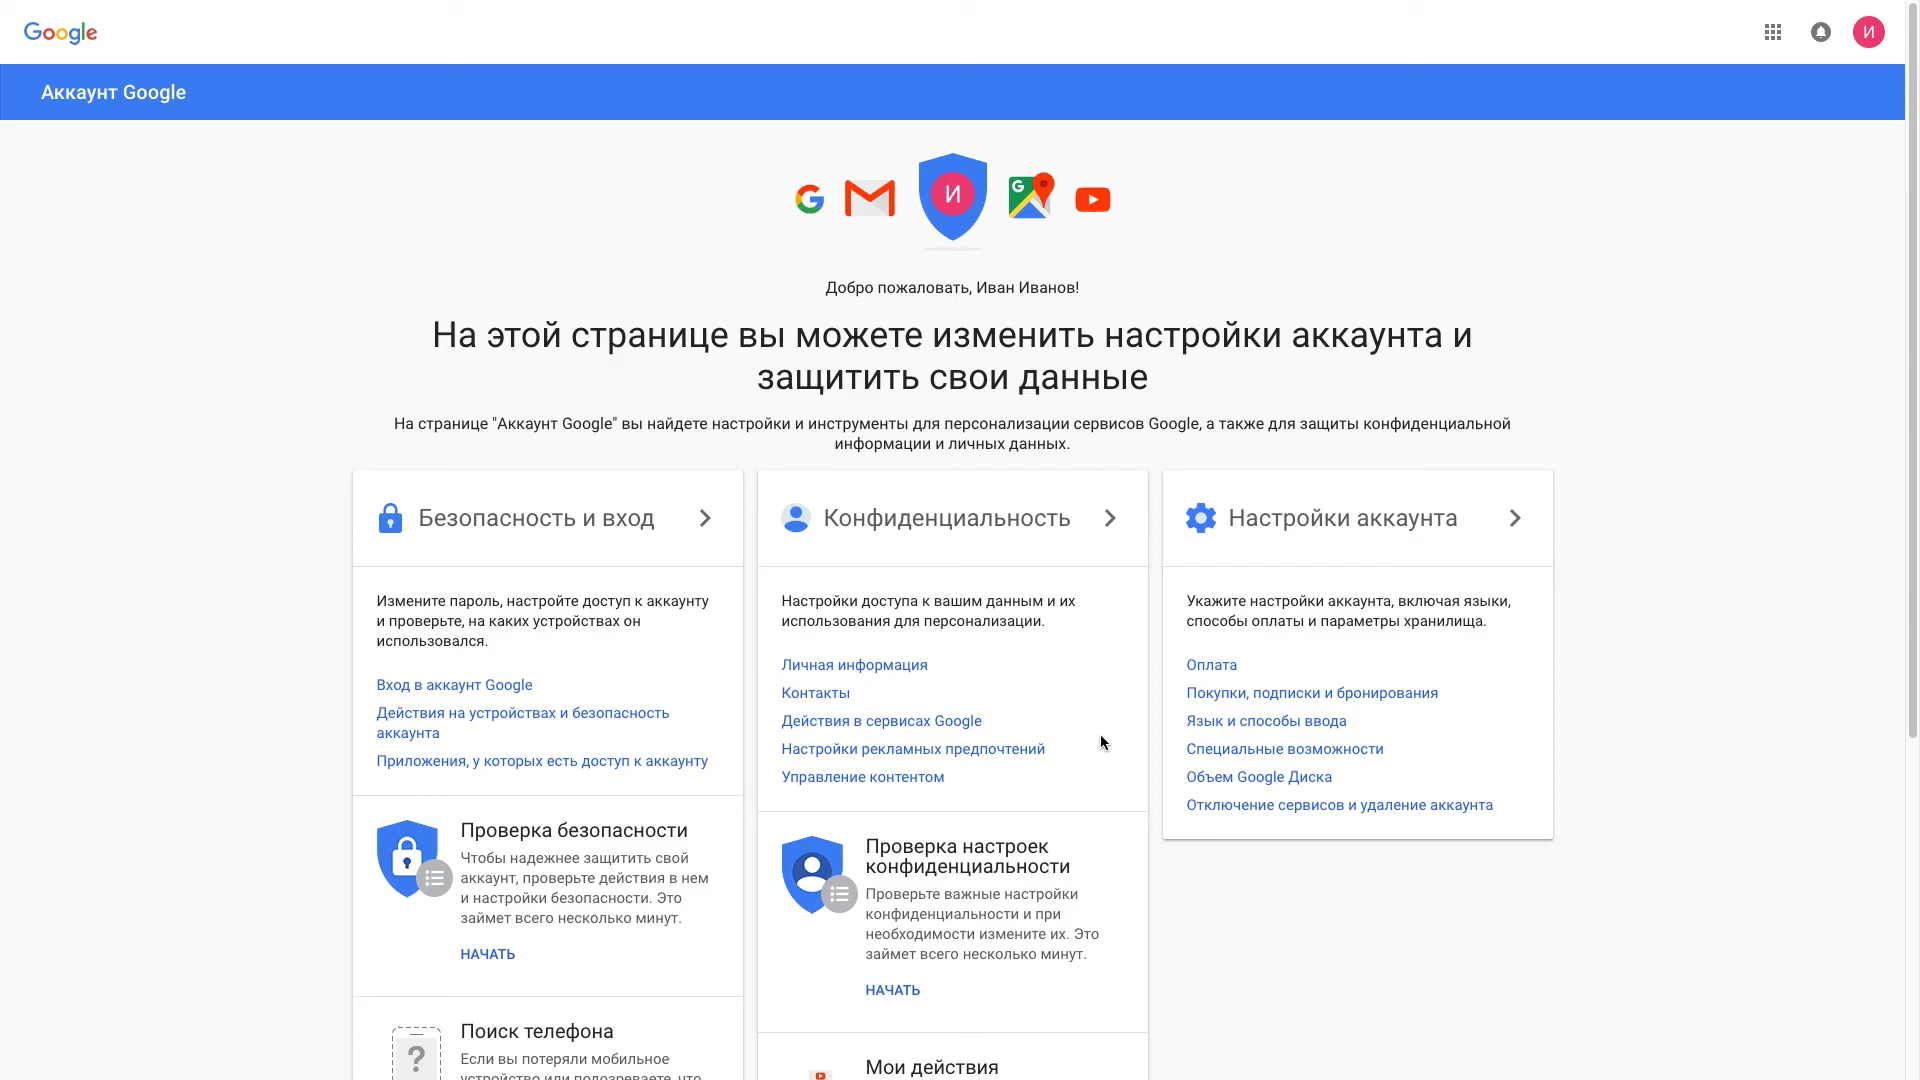 Google
И
Аккаунт Google
G
И
G
Добро пожаловать, Иван Иванов!
На этой странице вы можете изменить настройки аккаунта и
защитить свои данные
На странице "Аккаунт Google" вы найдете настройки и инструменты для персонализации сервисов Google, а также для защиты конфиденциальной
информации и личных данных.
Безопасность и вход
Измените пароль, настройте доступ к аккаунту
и проверьте, на каких устройствах он
использовался.
Вход в аккаунт Google
Действия на устройствах и безопасность
аккаунта
Приложения, у которых есть доступ к аккаунту
Проверка безопасности
Чтобы надежнее защитить свой
аккаунт, проверьте действия в нем
и настройки безопасности. Это
займет всего несколько минут.
НАЧАТЬ
?
Поиск телефона
Если вы потеряли мобильное
устройство или подозреваете, что
Конфиденциальность
Настройки доступа к вашим данным и их
использования для персонализации.
Личная информация
Контакты
Действия в сервисах Google
Настройки рекламных предпочтений
Управление контентом
Проверка настроек
конфиденциальности
Проверьте важные настройки
конфиденциальности и при
необходимости измените их. Это
займет всего несколько минут.
НАЧАТЬ
Мои действия
Настройки аккаунта
Укажите настройки аккаунта, включая языки,
способы оплаты и параметры хранилища.
Оплата
Покупки, подписки и бронирования
Язык и способы ввода
Специальные возможности
Объем Google Диска
Отключение сервисов и удаление аккаунта